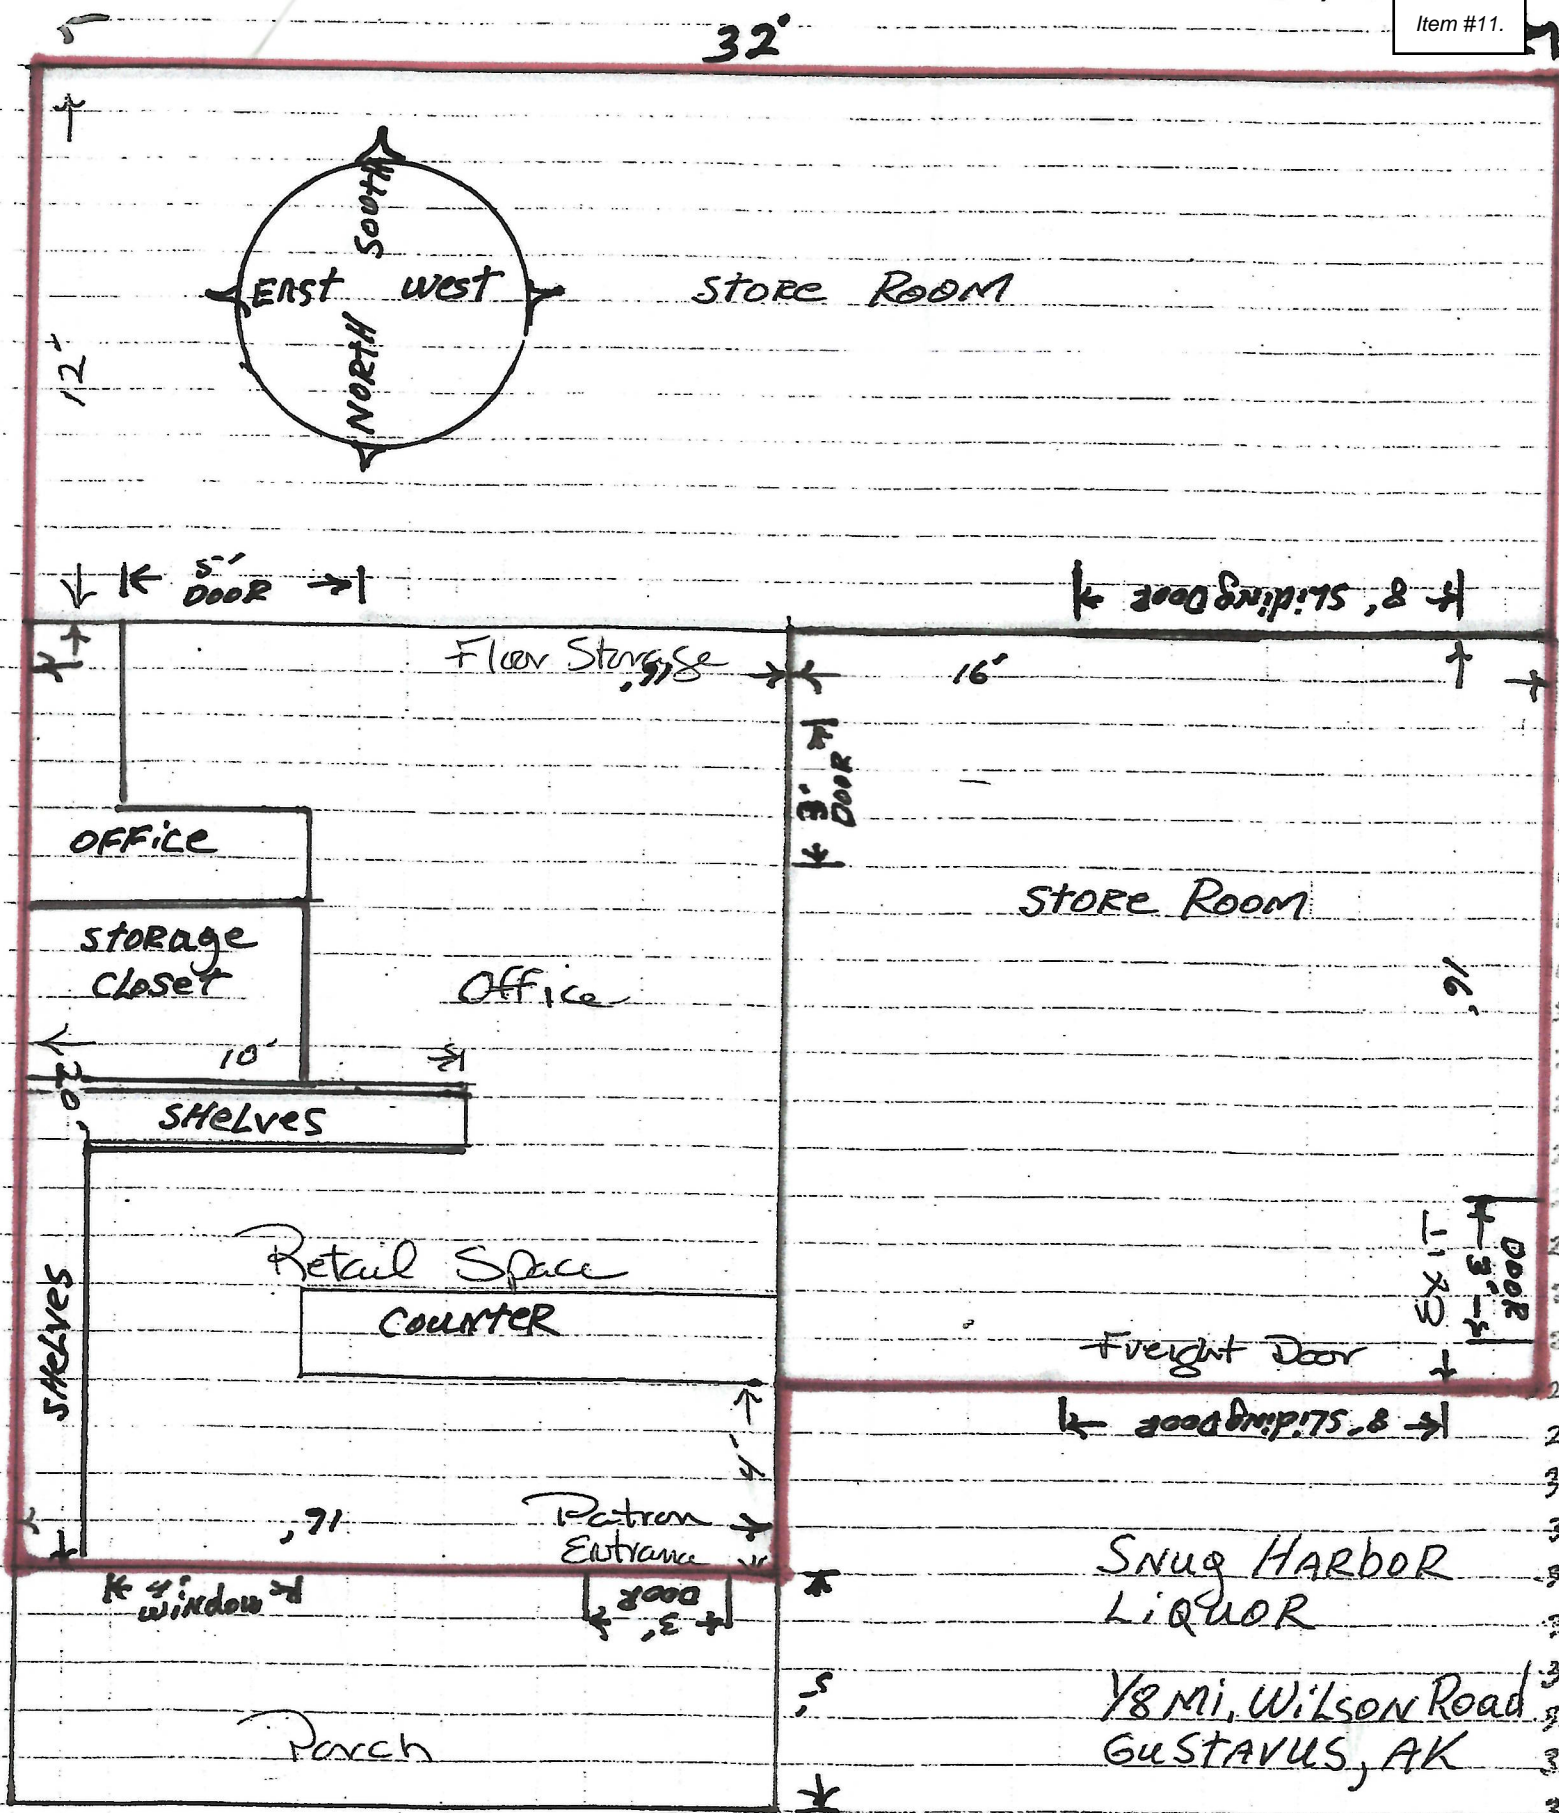 Item #11.
32'
SOUTH
EAST
WEST
NORTH
STORE ROOM
12'
5'
DOOR
8' Sliding Door
Floor Storage
16'
16'
3'
DOOR
OFFICE
STORE ROOM
STORAGE
CLOSET
Office
16'
10'
20'
SHELVES
Retail Space
COUNTER
SHELVES
EXIT
3'
DOOR
Freight Door
8' Sliding Door
4'
16'
Patron
Entrance
4'
Window
DOOR
3'
SNUG HARBOR
LIQUOR
5'
1/8 Mi. WILSON Road
GUSTAVUS, AK
Porch